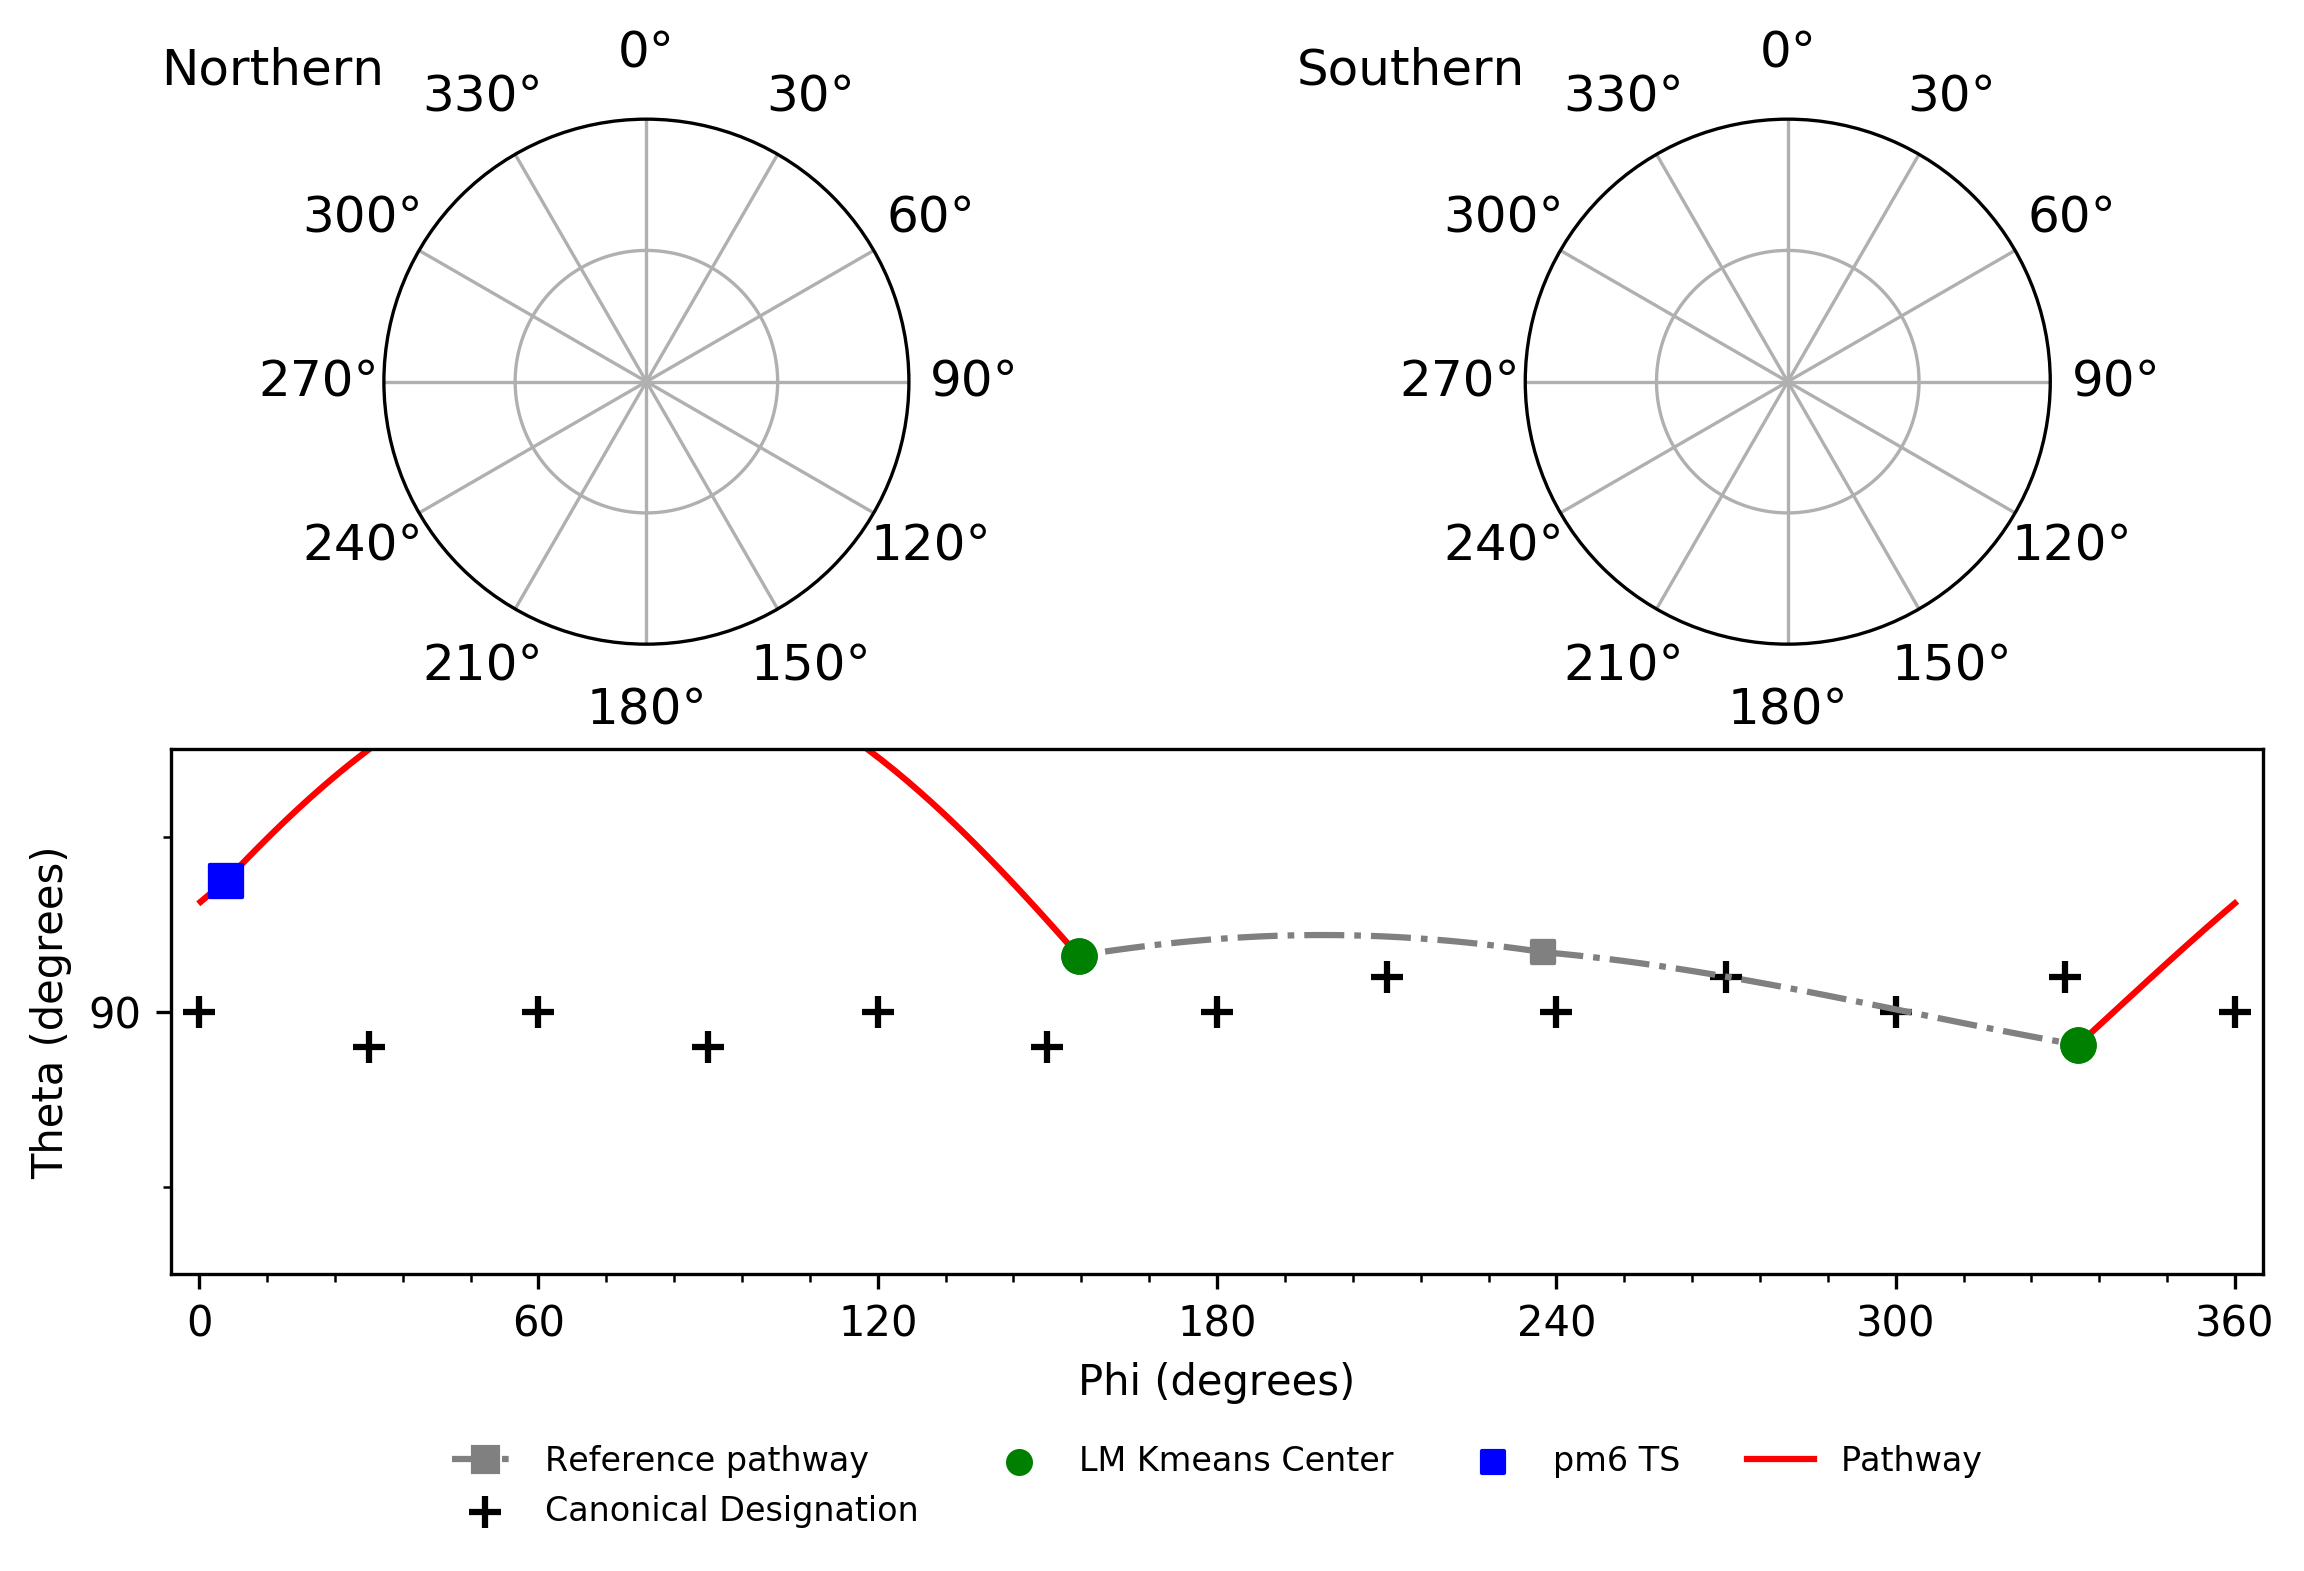 Northern
0°
30°
60°
90°
120°
150°
180°
210°
240°
270°
300°
330°
Southern
0°
30°
60°
90°
120°
150°
180°
210°
240°
270°
300°
330°
Theta (degrees)
90
0 60 120 180 240 300 360
Phi (degrees)
Reference pathway
Canonical Designation
LM Kmeans Center
pm6 TS
Pathway